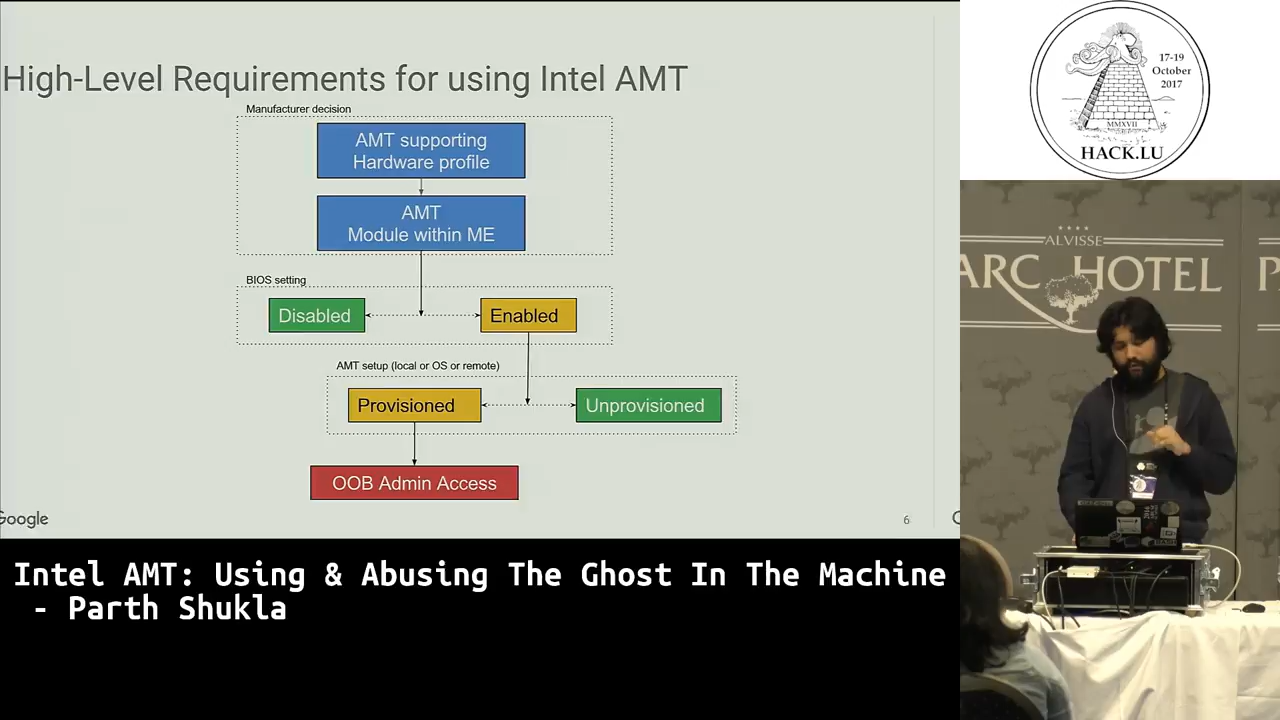 High-Level Requirements for using Intel AMT
Manufacturer decision
AMT supporting
Hardware profile
AMT
Module within ME
BIOS setting
Disabled
Enabled
AMT setup (local or OS or remote)
Provisioned
Unprovisioned
OOB Admin Access
Google
6
17-19
October
2017
MMXVII
HACK.LU
ALVISSE
PARC HOTEL
Intel AMT: Using & Abusing The Ghost In The Machine
- Parth Shukla